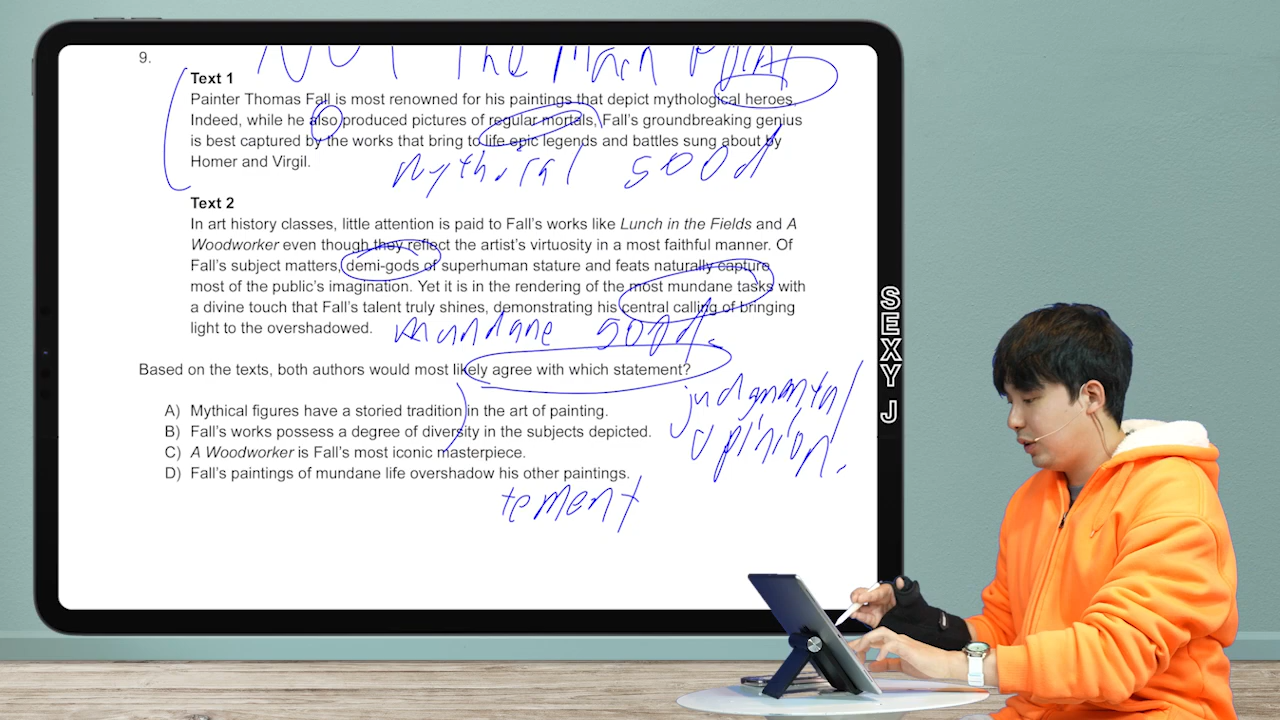 NOT The Main Point
9.
Text 1
Painter Thomas Fall is most renowned for his paintings that depict mythological heroes.
Indeed, while he also produced pictures of regular mortals, Fall's groundbreaking genius
is best captured by the works that bring to life epic legends and battles sung about by
Homer and Virgil.
mythical good
Text 2
In art history classes, little attention is paid to Fall's works like Lunch in the Fields and A
Woodworker even though they reflect the artist's virtuosity in a most faithful manner. Of
Fall's subject matters, demi-gods of superhuman stature and feats naturally capture
most of the public's imagination. Yet it is in the rendering of the most mundane tasks with
a divine touch that Fall's talent truly shines, demonstrating his central calling of bringing
light to the overshadowed.
mundane good.
Based on the texts, both authors would most likely agree with which statement?
judgmental
opinion.
A) Mythical figures have a storied tradition in the art of painting.
B) Fall's works possess a degree of diversity in the subjects depicted.
C) A Woodworker is Fall's most iconic masterpiece.
D) Fall's paintings of mundane life overshadow his other paintings.
tement
SEXY J